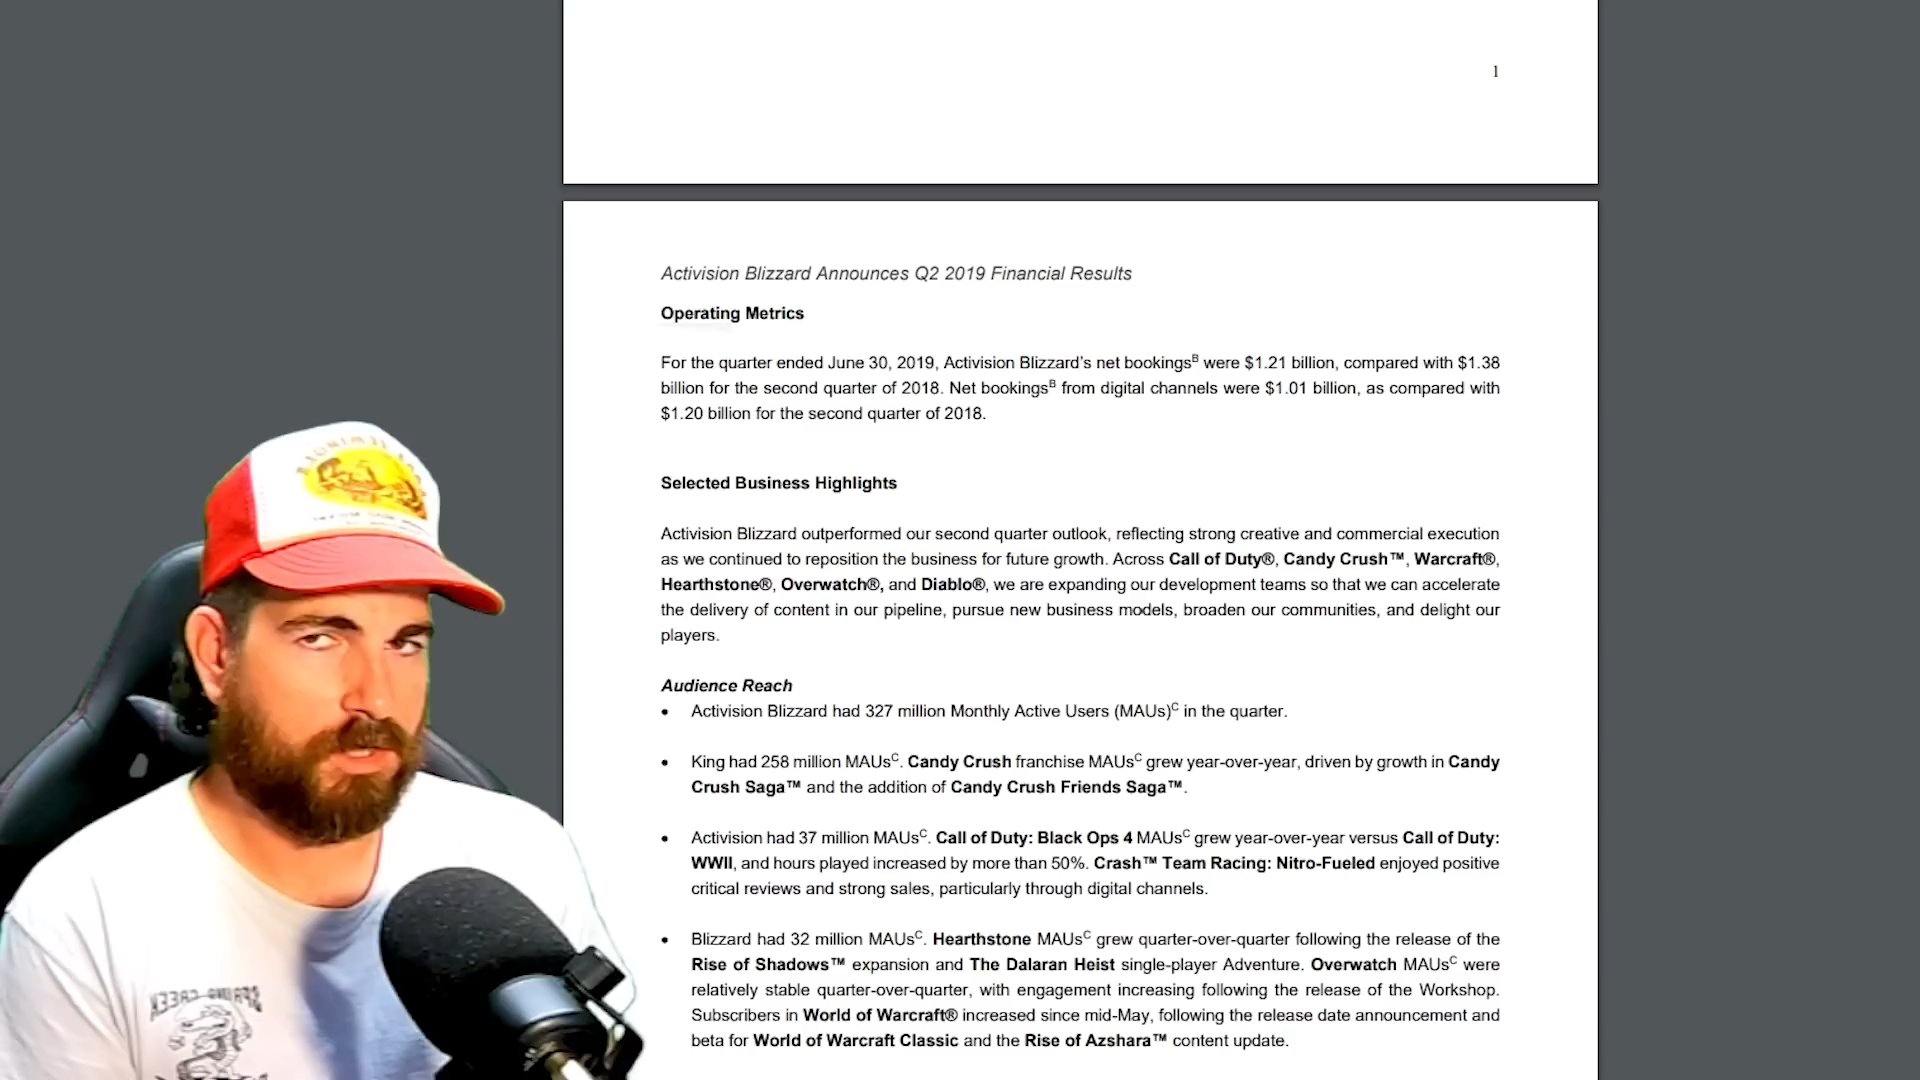 1
Activision Blizzard Announces Q2 2019 Financial Results
Operating Metrics
For the quarter ended June 30, 2019, Activision Blizzard's net bookingsB were $1.21 billion, compared with $1.38
billion for the second quarter of 2018. Net bookingsB from digital channels were $1.01 billion, as compared with
$1.20 billion for the second quarter of 2018.
Selected Business Highlights
Activision Blizzard outperformed our second quarter outlook, reflecting strong creative and commercial execution
as we continued to reposition the business for future growth. Across Call of Duty®, Candy Crush™, Warcraft®,
Hearthstone®, Overwatch®, and Diablo®, we are expanding our development teams so that we can accelerate
the delivery of content in our pipeline, pursue new business models, broaden our communities, and delight our
players.
Audience Reach
• Activision Blizzard had 327 million Monthly Active Users (MAUs)C in the quarter.
• King had 258 million MAUsC. Candy Crush franchise MAUsC grew year-over-year, driven by growth in Candy
Crush Saga™ and the addition of Candy Crush Friends Saga™.
• Activision had 37 million MAUsC. Call of Duty: Black Ops 4 MAUsC grew year-over-year versus Call of Duty:
WWII, and hours played increased by more than 50%. Crash™ Team Racing: Nitro-Fueled enjoyed positive
critical reviews and strong sales, particularly through digital channels.
• Blizzard had 32 million MAUsC. Hearthstone MAUsC grew quarter-over-quarter following the release of the
Rise of Shadows™ expansion and The Dalaran Heist single-player Adventure. Overwatch MAUsC were
relatively stable quarter-over-quarter, with engagement increasing following the release of the Workshop.
Subscribers in World of Warcraft® increased since mid-May, following the release date announcement and
beta for World of Warcraft Classic and the Rise of Azshara™ content update.